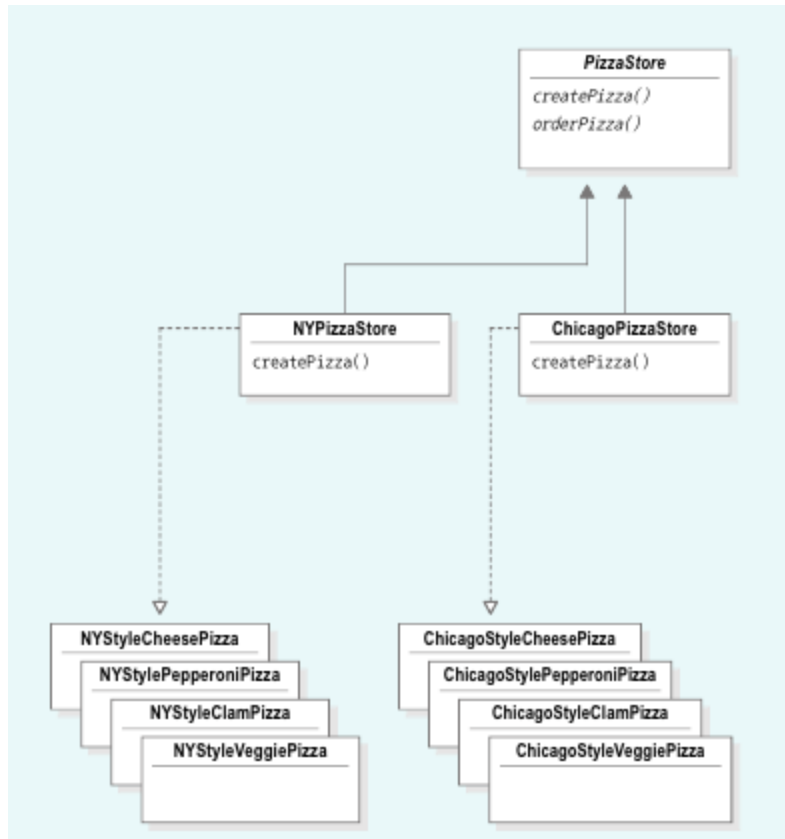 PizzaStore
createPizza()
orderPizza()
NYPizzaStore
createPizza()
ChicagoPizzaStore
createPizza()
NYStyleCheesePizza
NYStylePepperoniPizza
NYStyleClamPizza
NYStyleVeggiePizza
ChicagoStyleCheesePizza
ChicagoStylePepperoniPizza
ChicagoStyleClamPizza
ChicagoStyleVeggiePizza